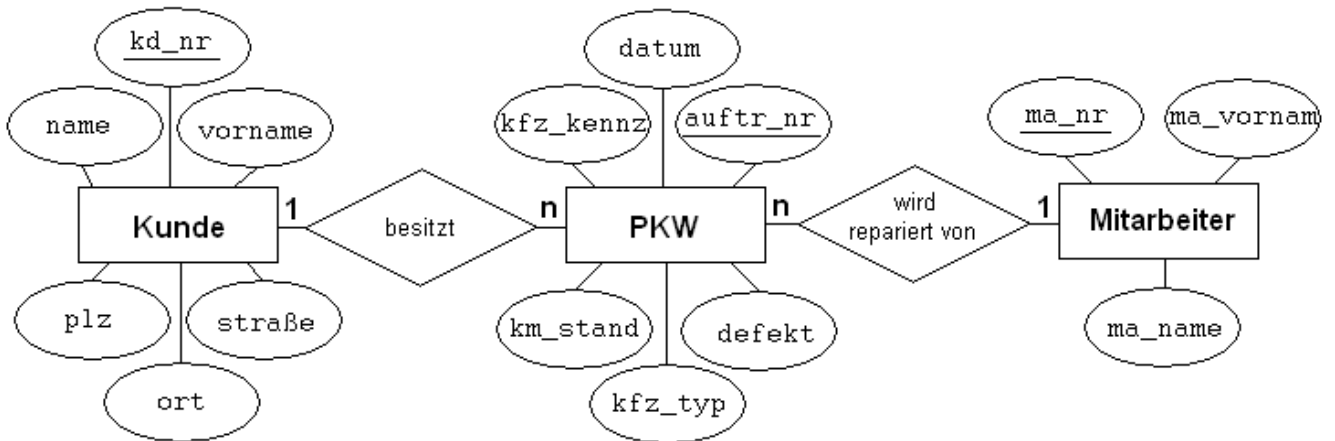 kd_nr
name
vorname
Kunde
plz
straße
ort
1
besitzt
n
datum
kfz_kennz
auftr_nr
PKW
km_stand
defekt
kfz_typ
n
wird
repariert von
1
ma_nr
ma_vornam
Mitarbeiter
ma_name